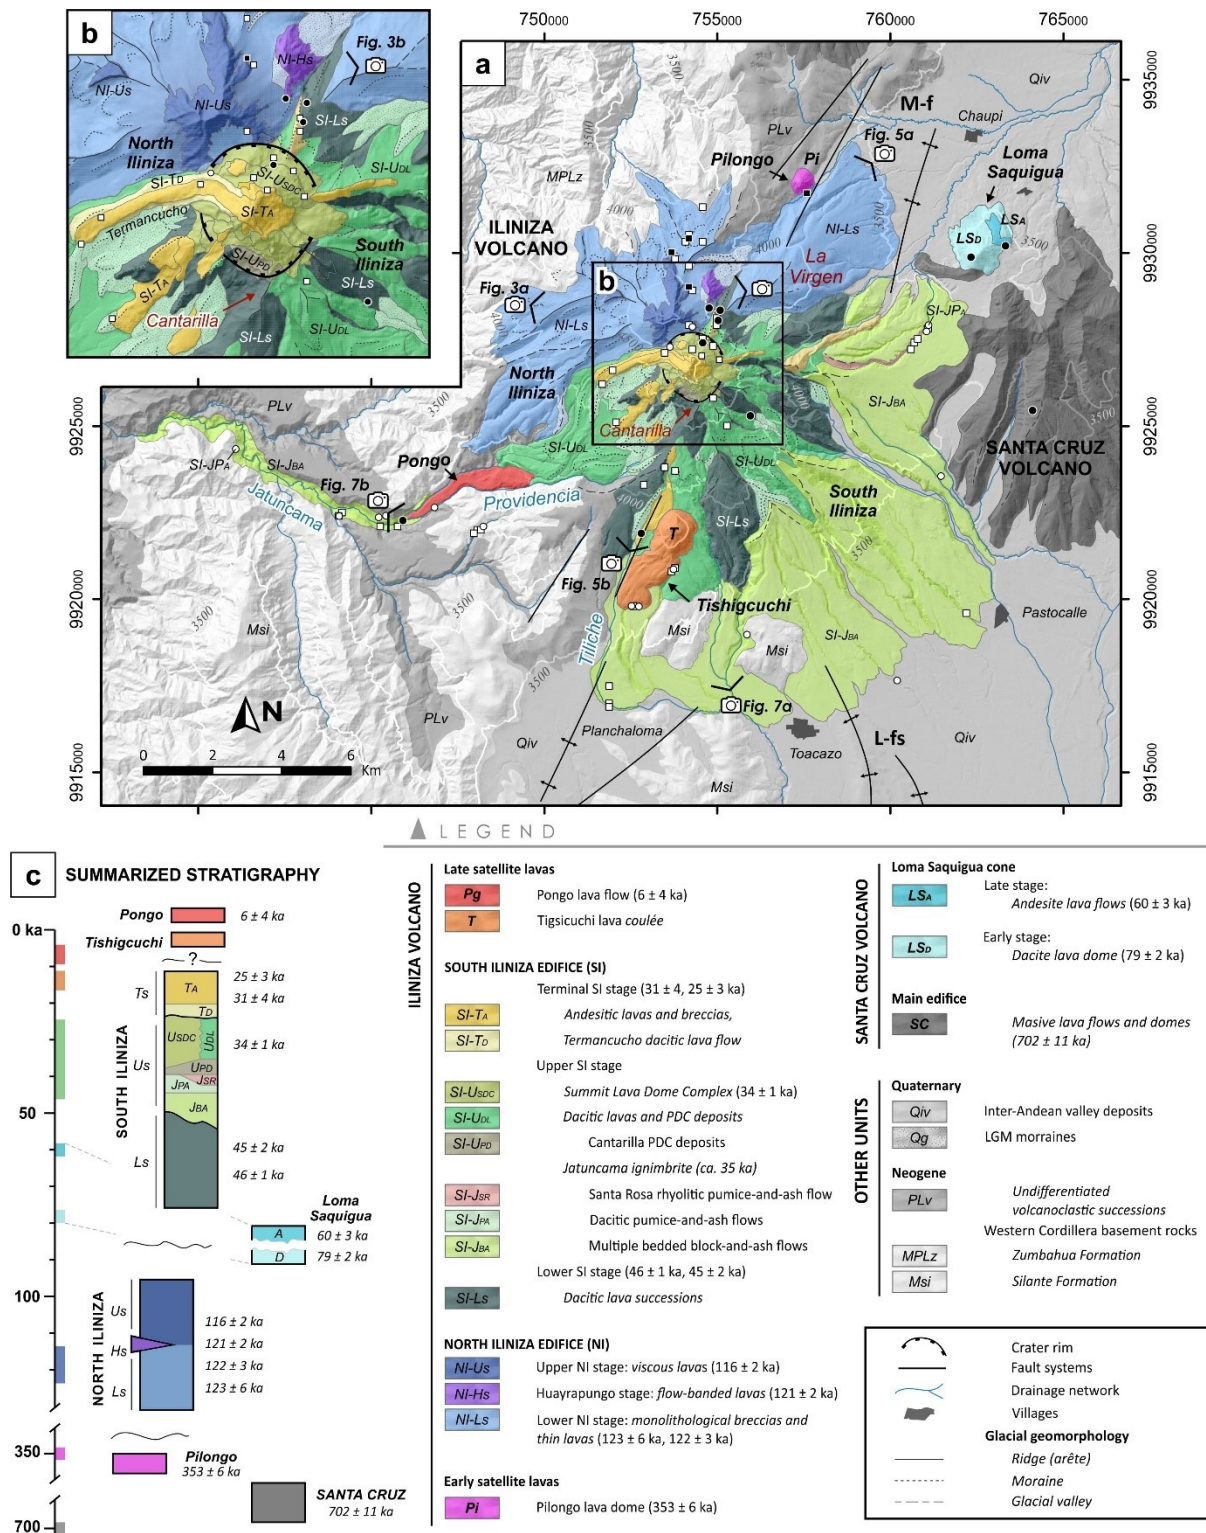 750000
755000
760000
765000
b
Fig. 3b
NI-Us
NI-Us
NI-Hs
SI-Ls
North
Iliniza
SI-UDL
SI-USDC
SI-TD
Termancucho
SI-TA
SI-UPD
South
Iliniza
SI-TA
SI-Ls
Cantarilla
SI-Ls
SI-UDL
a
3500
3500
Qiv
M-f
Chaupi
PLv
Fig. 5a
Loma
Saquigua
Pilongo
Pi
MPLz
4000
3500
ILINIZA
VOLCANO
NI-Ls
LSA
LSD
3500
4000
La
Virgen
b
Fig. 3a
4000
NI-Ls
SI-JPA
North
Iliniza
4500
4000
SI-JBA
3500
PLv
3500
Cantarilla
SANTA CRUZ
VOLCANO
SI-UDL
SI-UDL
SI-JPA
SI-JBA
Pongo
Fig. 7b
Jatuncama
Providencia
4000
South
Iliniza
SI-Ls
3500
T
Fig. 5b
Tishigcuchi
Pastocalle
3500
Msi
3500
Tiliche
Msi
Msi
SI-JBA
3500
N
PLv
Fig. 7a
Qiv
Planchaloma
Toacazo
L-fs
Qiv
Msi
0 2 4 6
Km
9935000
9930000
9925000
9920000
9915000
9925000
9920000
9915000
LEGEND
c
SUMMARIZED STRATIGRAPHY
Pongo
6 ± 4 ka
0 ka
Tishigcuchi
?
Ts
TA
25 ± 3 ka
31 ± 4 ka
TD
SOUTH ILINIZA
Us
USDC
UDL
34 ± 1 ka
UPD
JSR
JPA
JBA
50
Ls
45 ± 2 ka
46 ± 1 ka
Loma
Saquigua
A
60 ± 3 ka
D
79 ± 2 ka
100
NORTH ILINIZA
Us
116 ± 2 ka
Hs
121 ± 2 ka
122 ± 3 ka
Ls
123 ± 6 ka
350
Pilongo
353 ± 6 ka
SANTA CRUZ
702 ± 11 ka
700
ILINIZA VOLCANO
Late satellite lavas
Pg Pongo lava flow (6 ± 4 ka)
T Tigsicuchi lava coulée
SOUTH ILINIZA EDIFICE (SI)
Terminal SI stage (31 ± 4, 25 ± 3 ka)
SI-TA Andesitic lavas and breccias,
SI-TD Termancucho dacitic lava flow
Upper SI stage
SI-USDC Summit Lava Dome Complex (34 ± 1 ka)
SI-UDL Dacitic lavas and PDC deposits
SI-UPD Cantarilla PDC deposits
Jatuncama ignimbrite (ca. 35 ka)
SI-JSR Santa Rosa rhyolitic pumice-and-ash flow
SI-JPA Dacitic pumice-and-ash flows
SI-JBA Multiple bedded block-and-ash flows
Lower SI stage (46 ± 1 ka, 45 ± 2 ka)
SI-Ls Dacitic lava successions
NORTH ILINIZA EDIFICE (NI)
NI-Us Upper NI stage: viscous lavas (116 ± 2 ka)
NI-Hs Huayrapungo stage: flow-banded lavas (121 ± 2 ka)
NI-Ls Lower NI stage: monolithological breccias and
thin lavas (123 ± 6 ka, 122 ± 3 ka)
Early satellite lavas
Pi Pilongo lava dome (353 ± 6 ka)
SANTA CRUZ VOLCANO
Loma Saquigua cone
LSA Late stage:
Andesite lava flows (60 ± 3 ka)
LSD Early stage:
Dacite lava dome (79 ± 2 ka)
Main edifice
SC Masive lava flows and domes
(702 ± 11 ka)
OTHER UNITS
Quaternary
Qiv Inter-Andean valley deposits
Qg LGM morraines
Neogene
PLv Undifferentiated
volcanoclastic successions
Western Cordillera basement rocks
MPLz Zumbahua Formation
Msi Silante Formation
Crater rim
Fault systems
Drainage network
Villages
Glacial geomorphology
Ridge (arête)
Moraine
Glacial valley